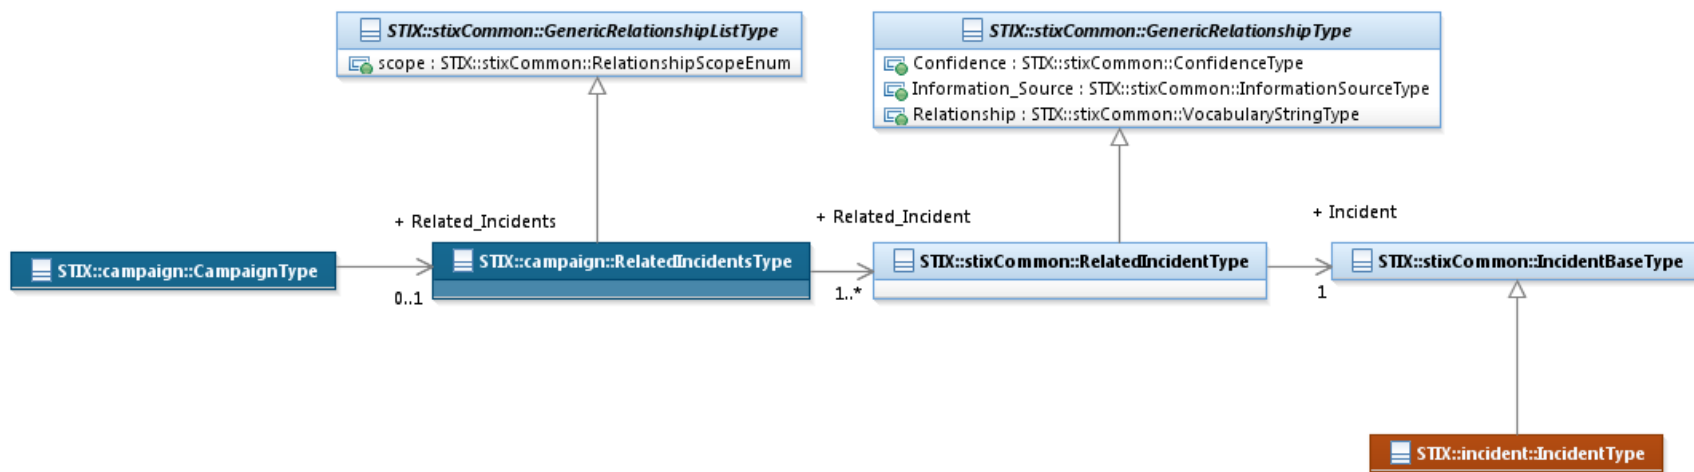 STIX::stixCommon::GenericRelationshipListType
scope : STIX::stixCommon::RelationshipScopeEnum
STIX::stixCommon::GenericRelationshipType
Confidence : STIX::stixCommon::ConfidenceType
Information_Source : STIX::stixCommon::InformationSourceType
Relationship : STIX::stixCommon::VocabularyStringType
+ Related_Incidents
+ Related_Incident
+ Incident
STIX::campaign::CampaignType
STIX::campaign::RelatedIncidentsType
STIX::stixCommon::RelatedIncidentType
STIX::stixCommon::IncidentBaseType
0..1
1..*
1
STIX::incident::IncidentType